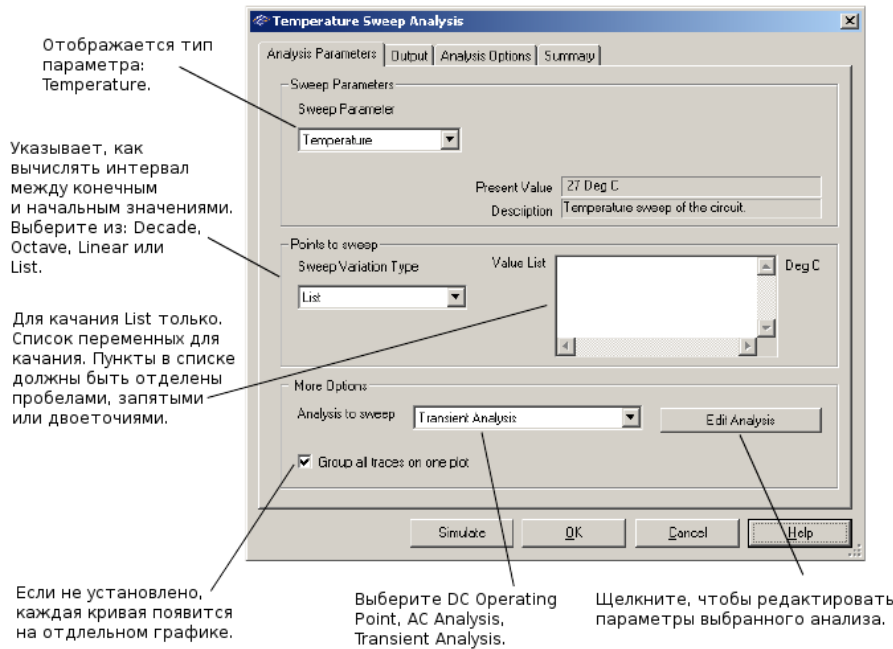 Temperature Sweep Analysis
Отображается тип
параметра:
Temperature.
Analysis Parameters
Output
Analysis Options
Summary
Sweep Parameters
Sweep Parameter
Temperature
Present Value
27 Deg C
Description
Temperature sweep of the circuit.
Указывает, как
вычислять интервал
между конечным
и начальным значениями.
Выберите из: Decade,
Octave, Linear или
List.
Points to sweep
Sweep Variation Type
Value List
Deg C
List
Для качания List только.
Список переменных для
качания. Пункты в списке
должны быть отделены
пробелами, запятыми
или двоеточиями.
More Options
Analysis to sweep
Transient Analysis
Edit Analysis
Group all traces on one plot
Simulate
OK
Cancel
Help
Если не установлено,
каждая кривая появится
на отдлельном графике.
Выберите DC Operating
Point, AC Analysis,
Transient Analysis.
Щелкните, чтобы редактировать
параметры выбранного анализа.